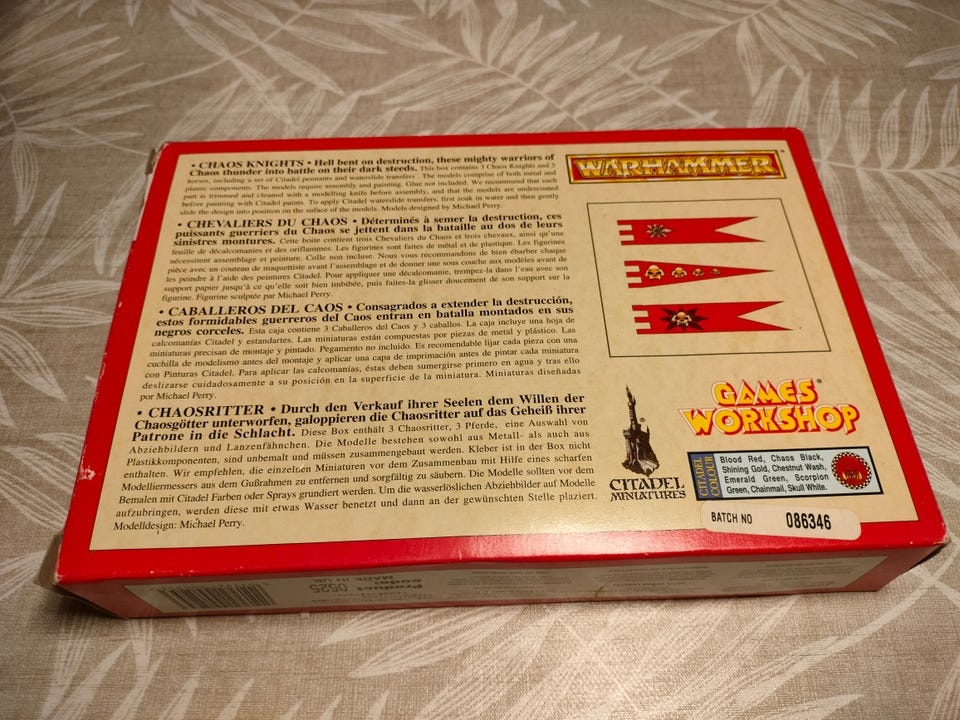 • CHAOS KNIGHTS • Hell bent on destruction, these mighty warriors of
Chaos thunder into battle on their dark steeds. This box contains 3 Chaos Knights and 3
horses, including a set of Citadel pennants and waterslide transfers . The models comprise of both metal and
plastic components. The models require assembly and painting. Glue not included. We recommend that each
part is trimmed and cleaned with a modelling knife before assembly, and that the models are undercoated
before painting with Citadel paints. To apply Citadel waterslide transfers, first soak in water and then gently
slide the design into position on the suface of the models. Models designed by Michael Perry.
• CHEVALIERS DU CHAOS • Déterminés à semer la destruction, ces
puissants guerriers du Chaos se jettent dans la bataille au dos de leurs
sinistres montures. Cette boite contient trois Chevaliers du Chaos et trois chevaux, ainsi qu'une
feuille de décalcomanies et des oriflammes. Les figurines sont faites de métal et de plastique. Les figurines
nécessitent assemblage et peinture. Colle non incluse. Nous vous recommandons de bien ébarber chaque
pièce avec un couteau de maquettiste avant l'assemblage et de donner une sous couche aux modèles avant de
les peindre à l'aide des peintures Citadel. Pour appliquer une décalcomanie, trempez-la dans l'eau avec son
support papier jusqu'à ce qu'elle soit bien imbibée, puis faites-la glisser doucement de son support sur la
figurine. Figurine sculptée par Michael Perry.
• CABALLEROS DEL CAOS • Consagrados a extender la destrucción,
estos formidables guerreros del Caos entran en batalla montados en sus
negros corceles. Esta caja contiene 3 Caballeros del Caos y 3 caballos. La caja incluye una hoja de
calcomanías Citadel y estandartes. Las miniaturas están compuestas por piezas de metal y plástico. Las
miniaturas precisan de montaje y pintado. Pegamento no incluido. Es recomendable lijar cada pieza con una
cuchilla de modelismo antes del montaje y aplicar una capa de imprimación antes de pintar cada miniatura
con Pinturas Citadel. Para aplicar las calcomanías, éstas deben sumergirse primero en agua y tras ello
deslizarse cuidadosamente a su posición en la superficie de la miniatura. Miniaturas diseñadas
por Michael Perry.
• CHAOSRITTER • Durch den Verkauf ihrer Seelen dem Willen der
Chaosgötter unterworfen, galoppieren die Chaosritter auf das Geheiß ihrer
Patrone in die Schlacht. Diese Box enthält 3 Chaosritter, 3 Pferde, eine Auswahl von
Abziehbildern und Lanzenfähnchen. Die Modelle bestehen sowohl aus Metall- als auch aus
Plastikkomponenten, sind unbemalt und müssen zusammengebaut werden. Kleber ist in der Box nicht
enthalten. Wir empfehlen, die einzelnen Miniaturen vor dem Zusammenbau mit Hilfe eines scharfen
Modelliermessers aus dem Gußrahmen zu entfernen und sorgfältig zu säubern. Die Modelle sollten vor dem
Bemalen mit Citadel Farben oder Sprays grundiert werden. Um die wasserlöslichen Abziehbilder auf Modelle
aufzubringen, werden diese mit etwas Wasser benetzt und dann an der gewünschten Stelle plaziert.
Modelldesign: Michael Perry.
WARHAMMER®
GAMES®
WORKSHOP
CITADEL
MINIATURES
CITADEL
COLOUR
Blood Red, Chaos Black,
Shining Gold, Chestnut Wash,
Emerald Green, Scorpion
Green, Chainmail, Skull White.
BATCH NO 086346
Product
code: 0525
MADE IN UK